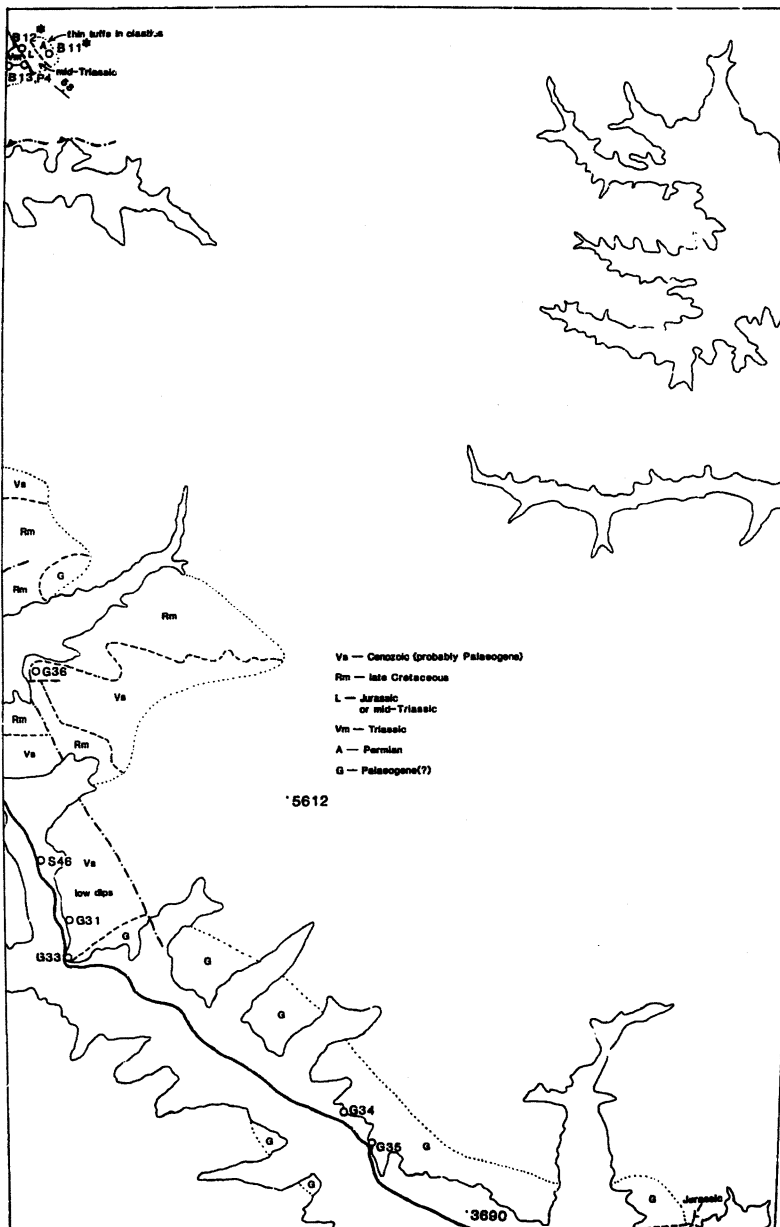 B12*
thin tuffs in clastics
A
B11*
L
B13,P4
mid-Triassic
68
Vs
Rm
G
Rm
Rm
G36
Vs
Rm
Rm
Vs
Vs — Cenozoic (probably Palaeogene)
Rm — late Cretaceous
L — Jurassic
or mid-Triassic
Vm — Triassic
A — Permian
G — Palaeogene(?)
5612
S46
Vs
low dips
G31
G
G33
G
G
G34
G35
G
G
G
G
Jurassic
3690